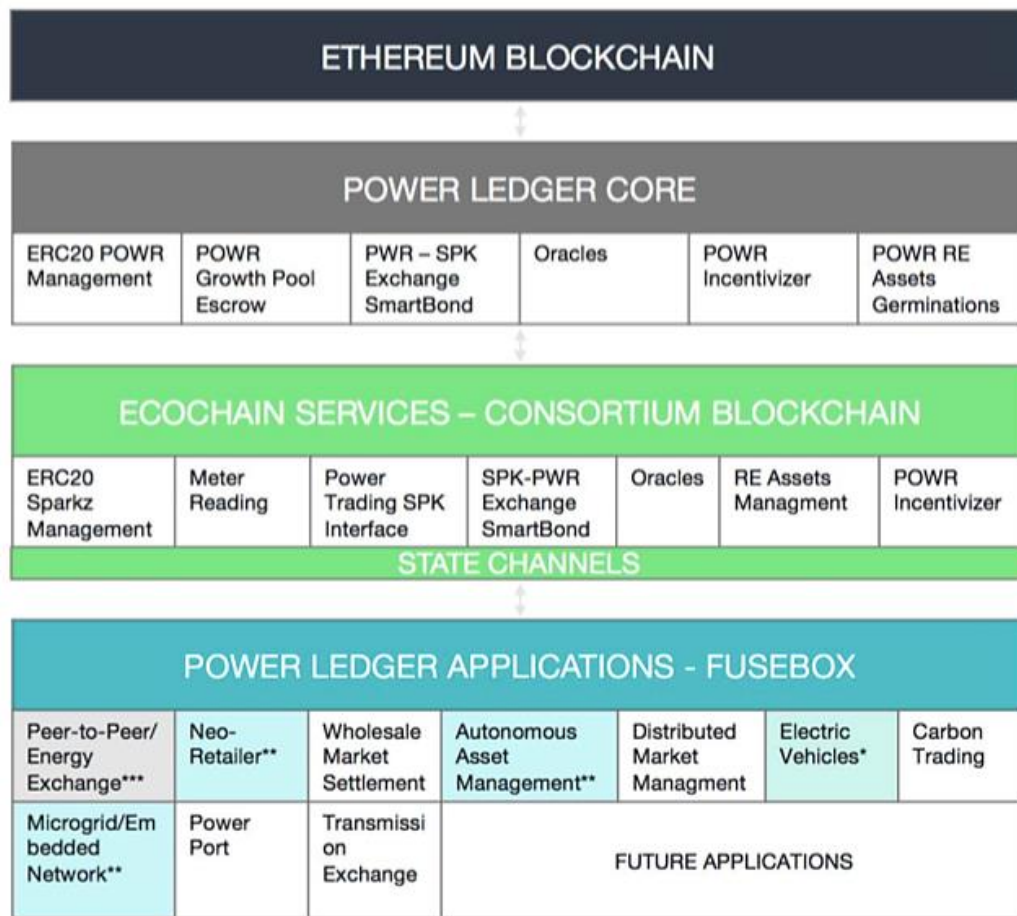 ETHEREUM BLOCKCHAIN
POWER LEDGER CORE
ERC20 POWR
Management
POWR
Growth Pool
Escrow
PWR – SPK
Exchange
SmartBond
Oracles
POWR
Incentivizer
POWR RE
Assets
Germinations
ECOCHAIN SERVICES – CONSORTIUM BLOCKCHAIN
ERC20
Sparkz
Management
Meter
Reading
Power
Trading SPK
Interface
SPK-PWR
Exchange
SmartBond
Oracles
RE Assets
Managment
POWR
Incentivizer
STATE CHANNELS
POWER LEDGER APPLICATIONS - FUSEBOX
Peer-to-Peer/
Energy
Exchange***
Neo-
Retailer**
Wholesale
Market
Settlement
Autonomous
Asset
Management**
Distributed
Market
Managment
Electric
Vehicles*
Carbon
Trading
Microgrid/Em
bedded
Network**
Power
Port
Transmissi
on
Exchange
FUTURE APPLICATIONS